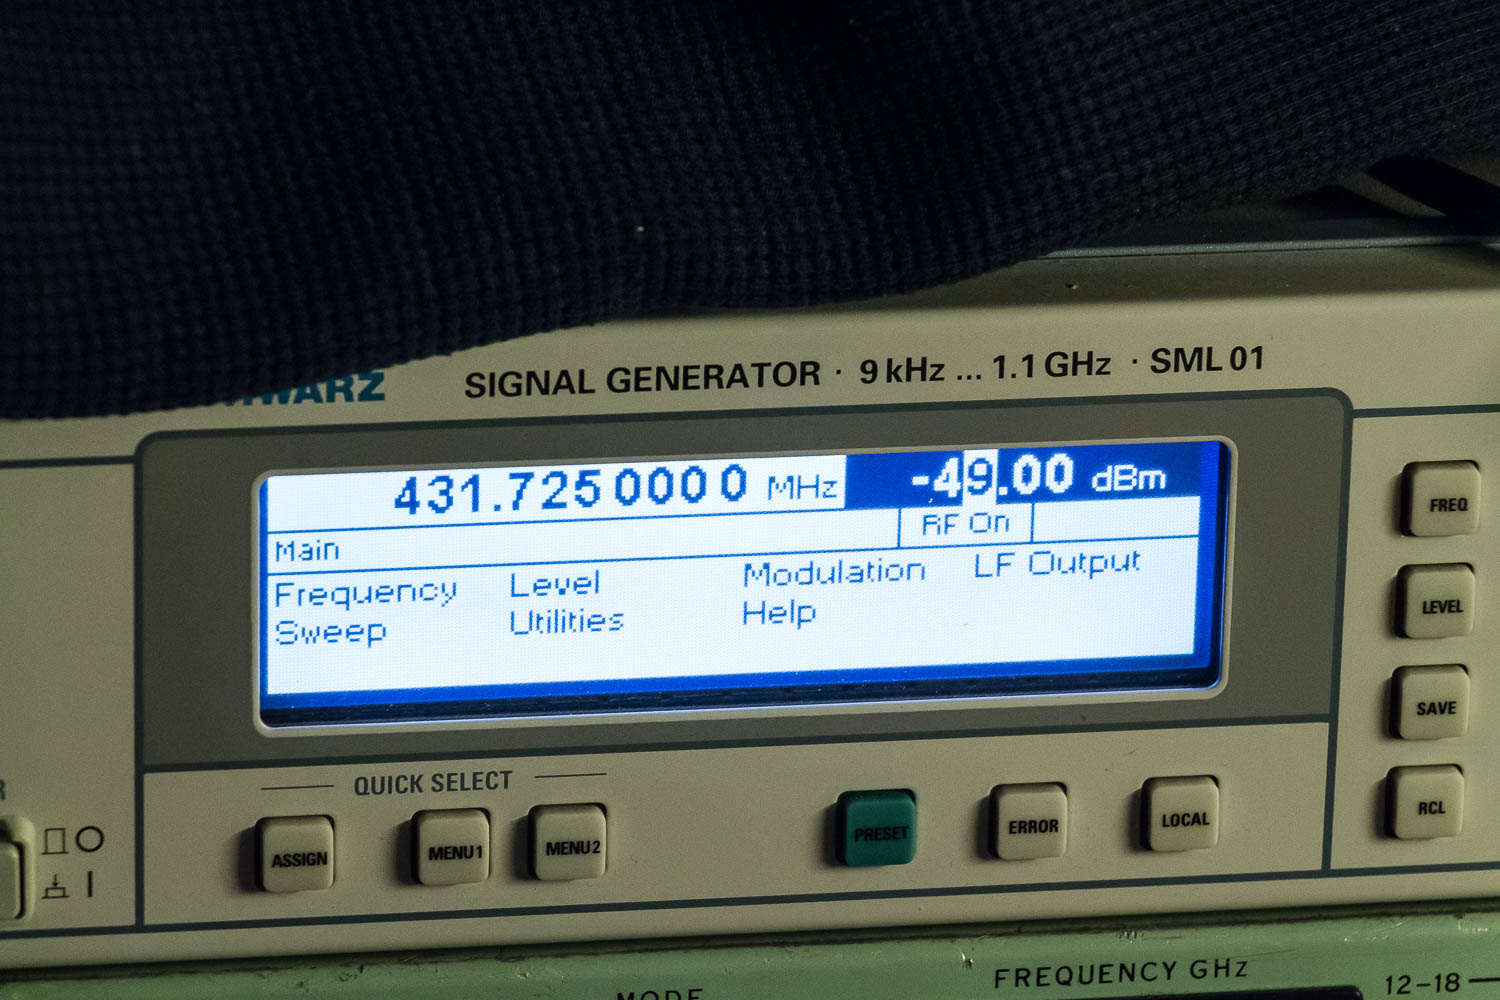 SIGNAL GENERATOR · 9 kHz ... 1.1 GHz · SML 01
431.725 000 0 MHz -49.00 dBm
Main RF On
Frequency Level Modulation LF Output
Sweep Utilities Help
FREQ
LEVEL
SAVE
RCL
QUICK SELECT
ASSIGN MENU1 MENU2 PRESET ERROR LOCAL
MODE FREQUENCY GHz 12-18